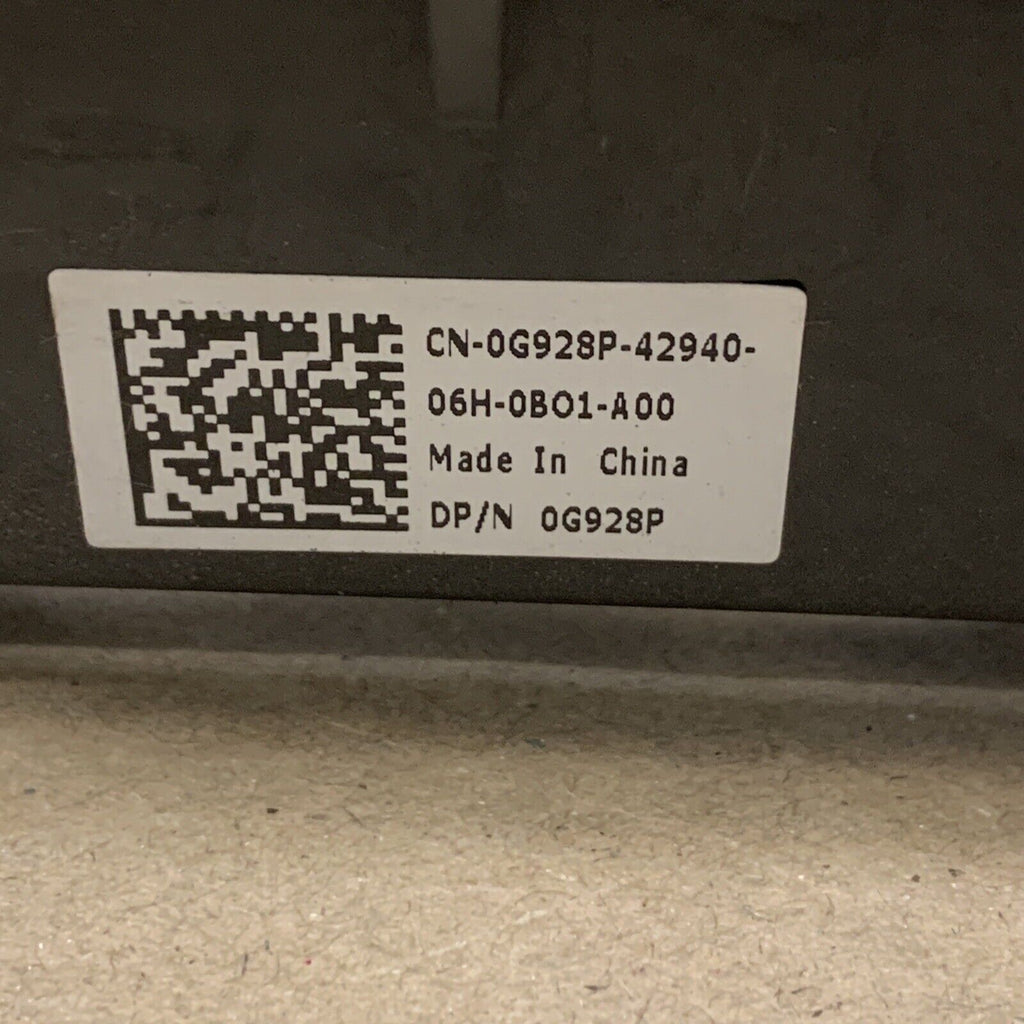 CN-0G928P-42940-
06H-0BO1-A00
Made In China
DP/N 0G928P